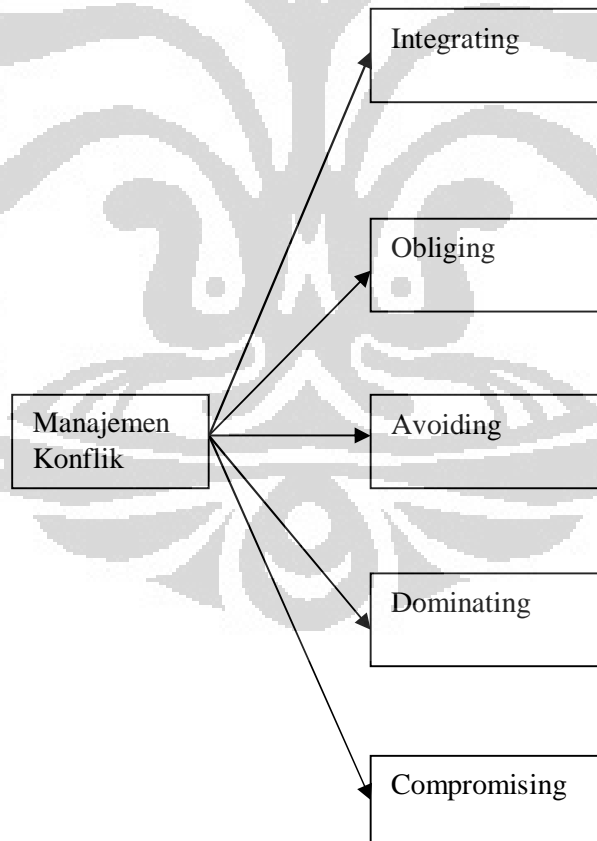 Integrating
Obliging
Manajemen
Konflik
Avoiding
Dominating
Compromising